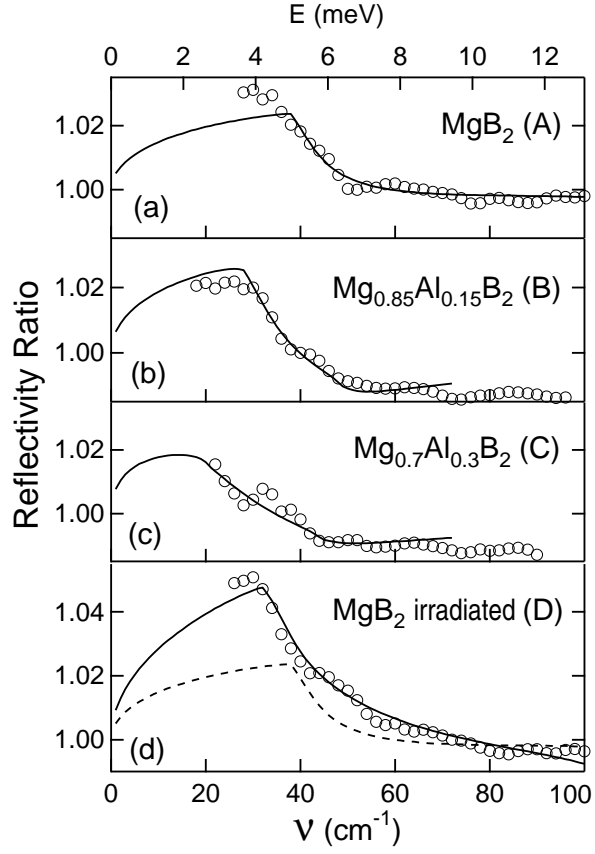 E (meV)
0 2 4 6 8 10 12
MgB₂ (A)
1.02
1.00
(a)
Mg₀.₈₅Al₀.₁₅B₂ (B)
1.02
1.00
(b)
Mg₀.₇Al₀.₃B₂ (C)
1.02
1.00
(c)
MgB₂ irradiated (D)
1.04
1.02
1.00
(d)
0 20 40 60 80 100
ν (cm⁻¹)
Reflectivity Ratio